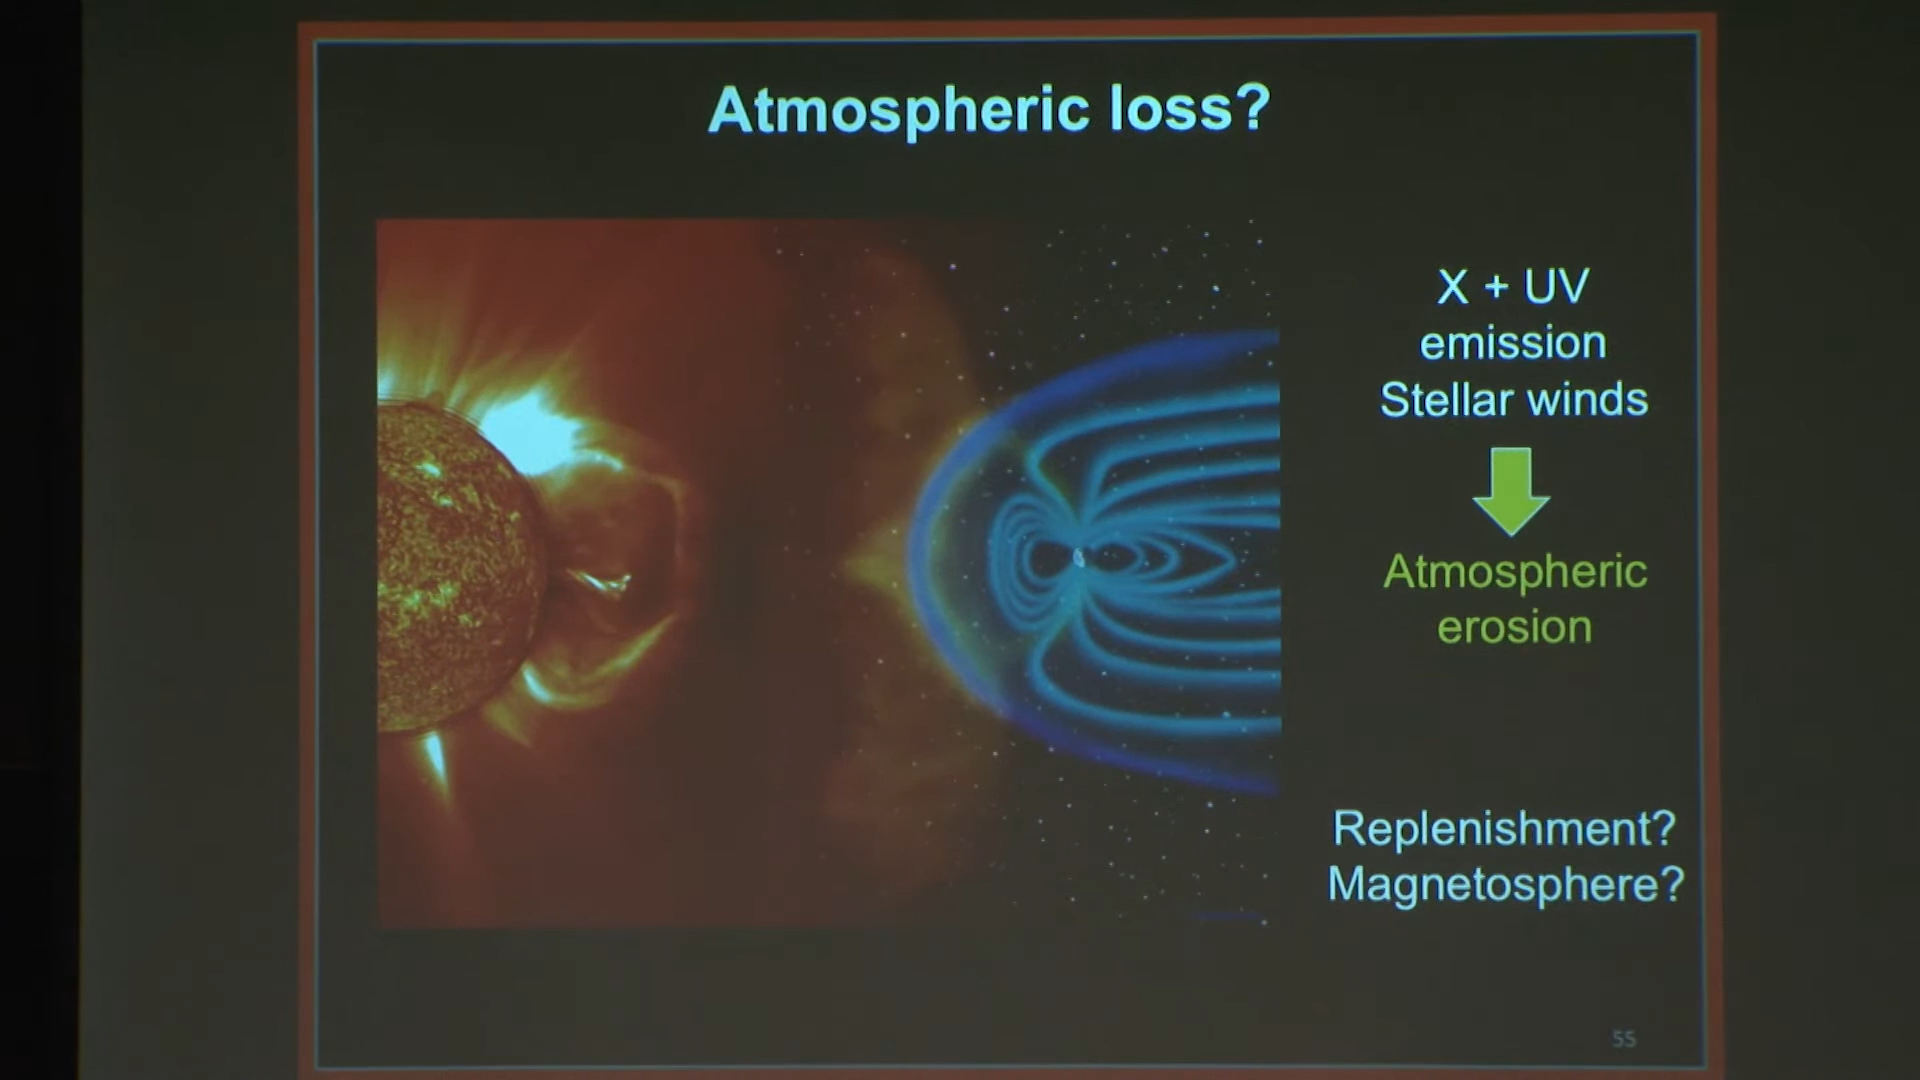 Atmospheric loss?
X + UV
emission
Stellar winds
Atmospheric
erosion
Replenishment?
Magnetosphere?
55